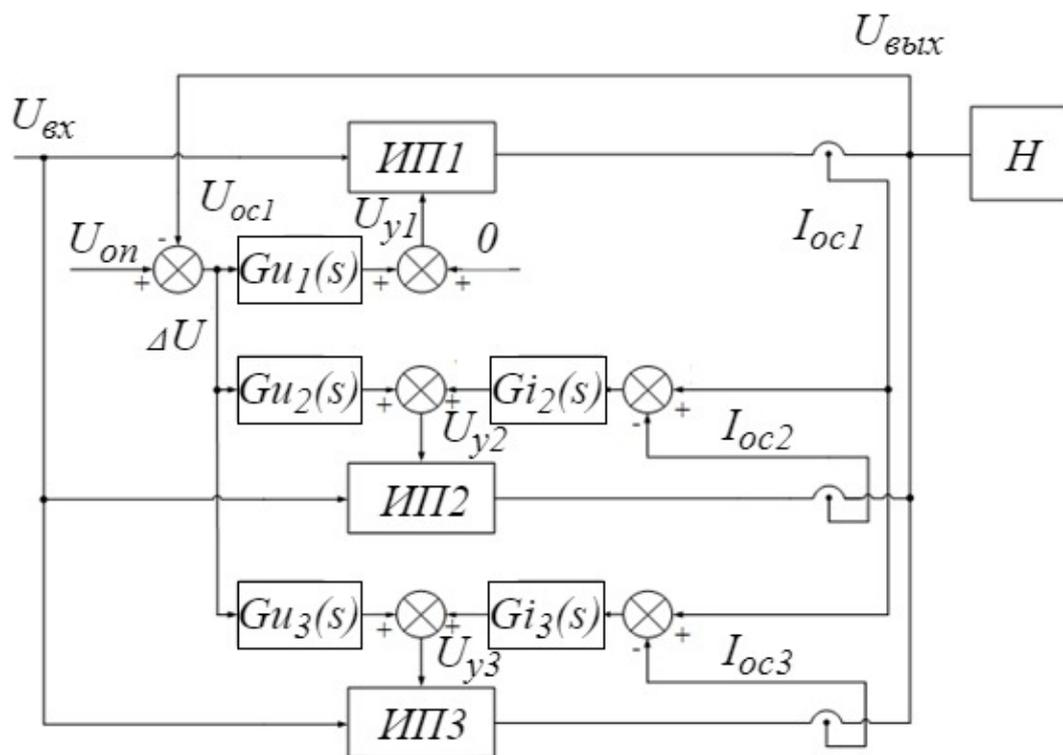 Uвых
Uвх
ИП1
Н
Uос1
Uу1
0
Uоп
-
+
Gu1(s)
+
+
Iос1
ΔU
Gu2(s)
+
+
Gi2(s)
-
+
Uу2
Iос2
ИП2
Gu3(s)
+
+
Gi3(s)
-
+
Uу3
Iос3
ИП3